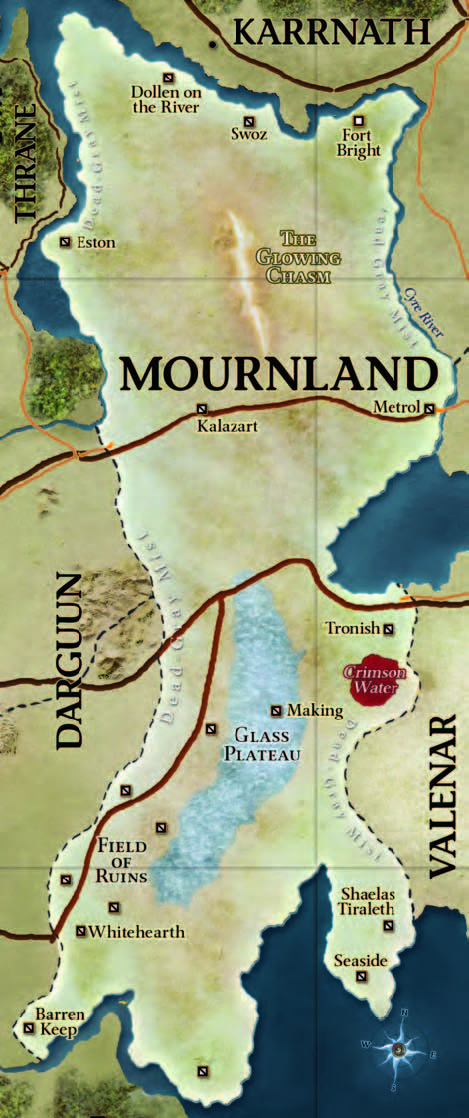 KARRNATH
Dollen on
the River
Swoz
Fort
Bright
THRANE
Dead Gray Mist
Eston
THE
GLOWING
CHASM
Dead Gray Mist
Cyre River
MOURNLAND
Metrol
Kalazart
Dead Gray Mist
DARGUUN
Tronish
Crimson
Water
Making
GLASS
PLATEAU
Dead Gray Mist
VALENAR
FIELD
OF
RUINS
Shaelas
Tiraleth
Whitehearth
Seaside
Barren
Keep
N
W
E
S